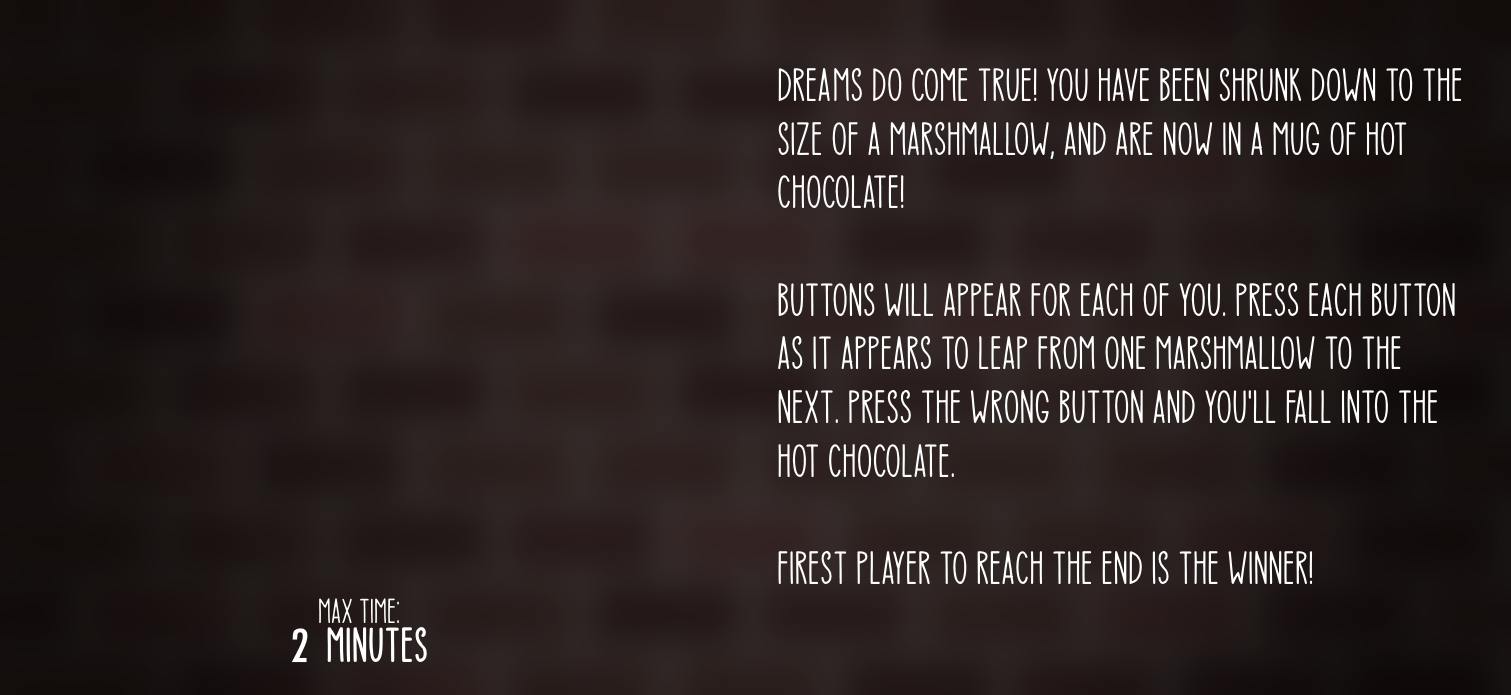 DREAMS DO COME TRUE! YOU HAVE BEEN SHRUNK DOWN TO THE
SIZE OF A MARSHMALLOW, AND ARE NOW IN A MUG OF HOT
CHOCOLATE!
BUTTONS WILL APPEAR FOR EACH OF YOU. PRESS EACH BUTTON
AS IT APPEARS TO LEAP FROM ONE MARSHMALLOW TO THE
NEXT. PRESS THE WRONG BUTTON AND YOU'LL FALL INTO THE
HOT CHOCOLATE.
FIREST PLAYER TO REACH THE END IS THE WINNER!
MAX TIME:
2 MINUTES